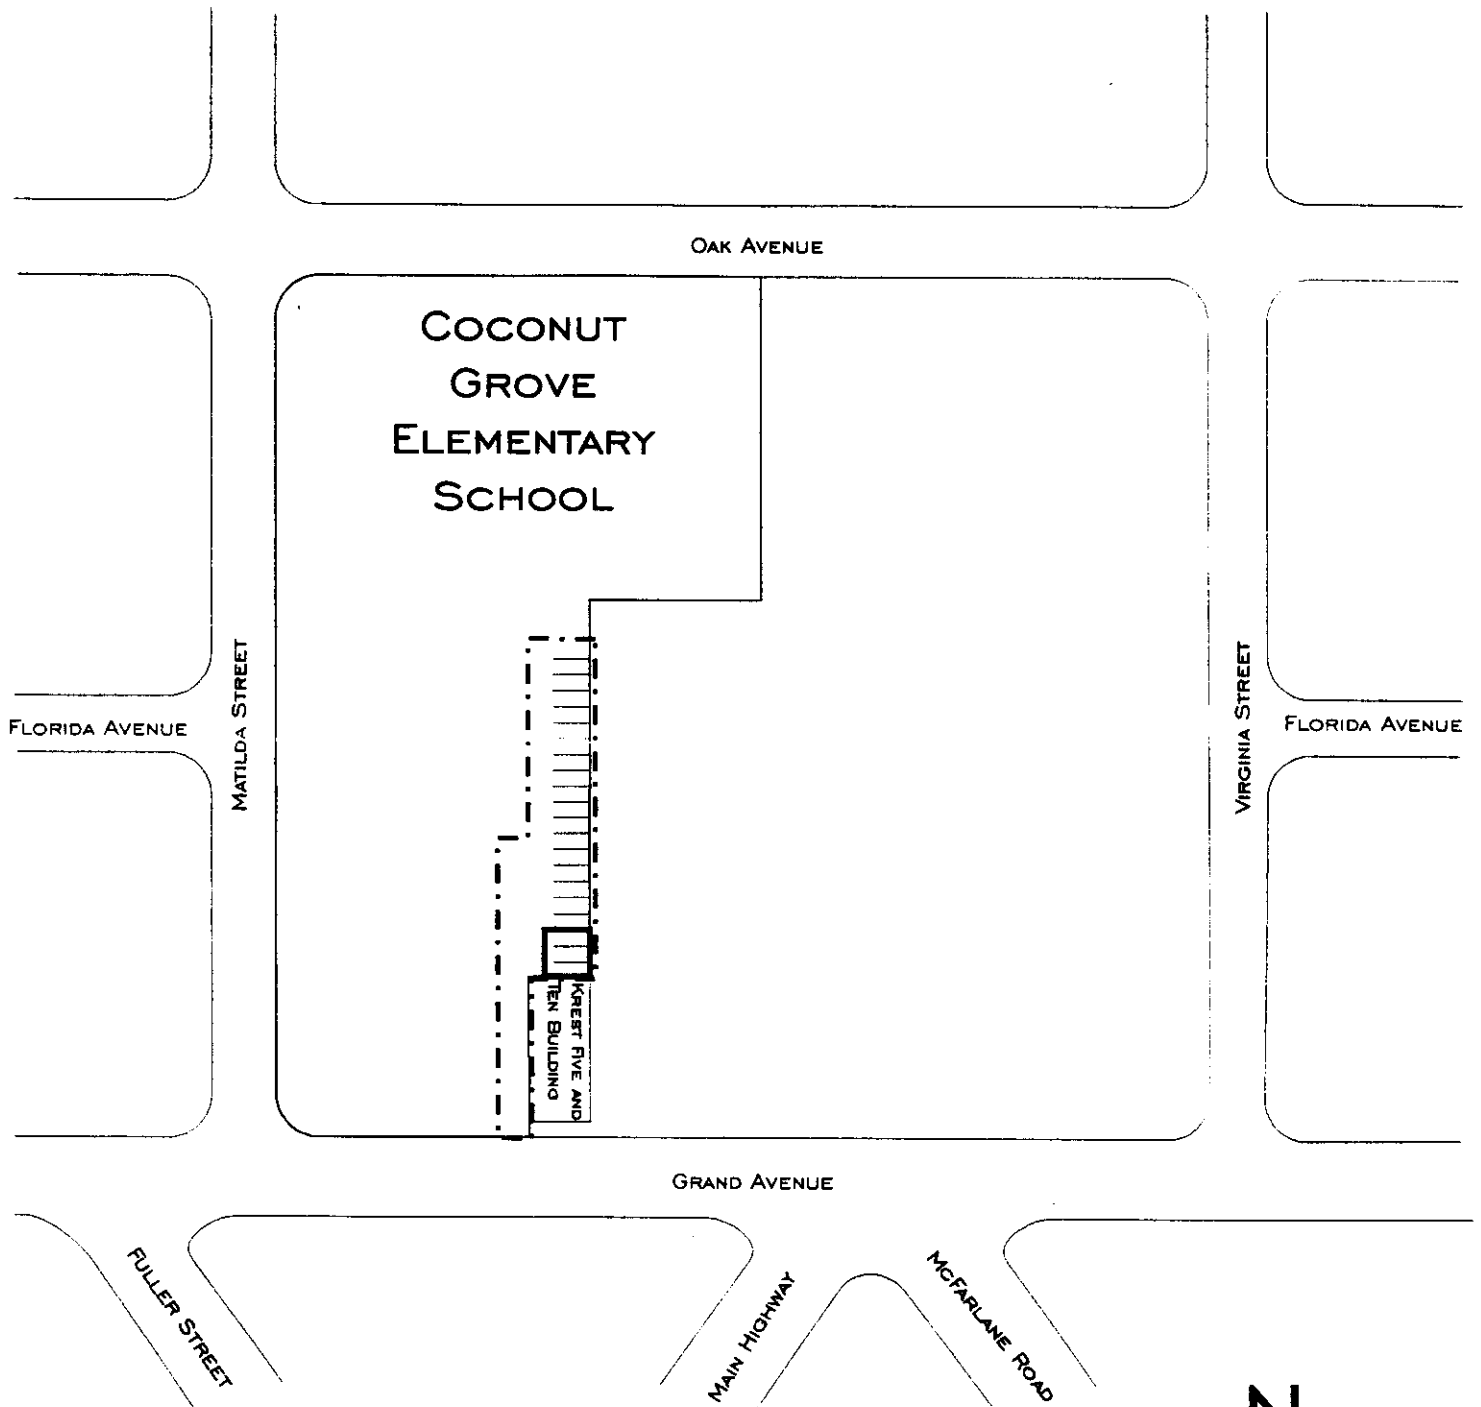 OAK AVENUE
COCONUT
GROVE
ELEMENTARY
SCHOOL
MATILDA STREET
VIRGINIA STREET
FLORIDA AVENUE
FLORIDA AVENUE
KREST FIVE AND
TEN BUILDING
GRAND AVENUE
FULLER STREET
MAIN HIGHWAY
MCFARLANE ROAD
N